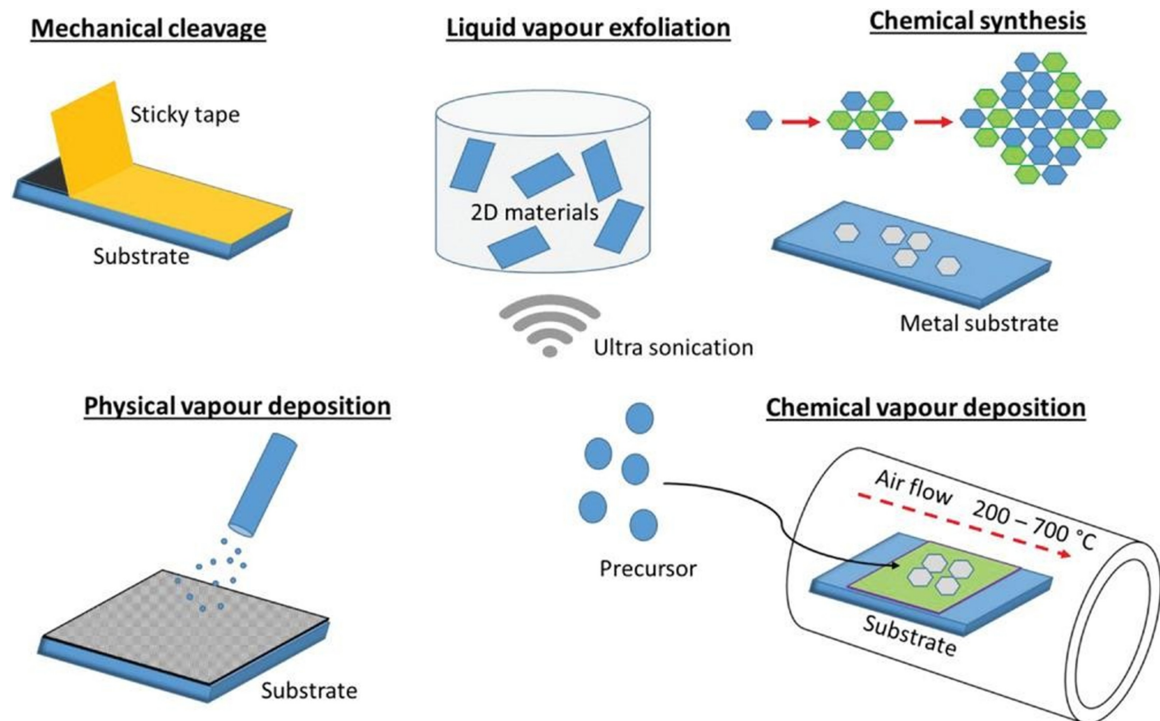 Mechanical cleavage
Sticky tape
Substrate
Liquid vapour exfoliation
2D materials
Ultra sonication
Chemical synthesis
Metal substrate
Physical vapour deposition
Substrate
Chemical vapour deposition
Precursor
Air flow 200 – 700 °C
Substrate